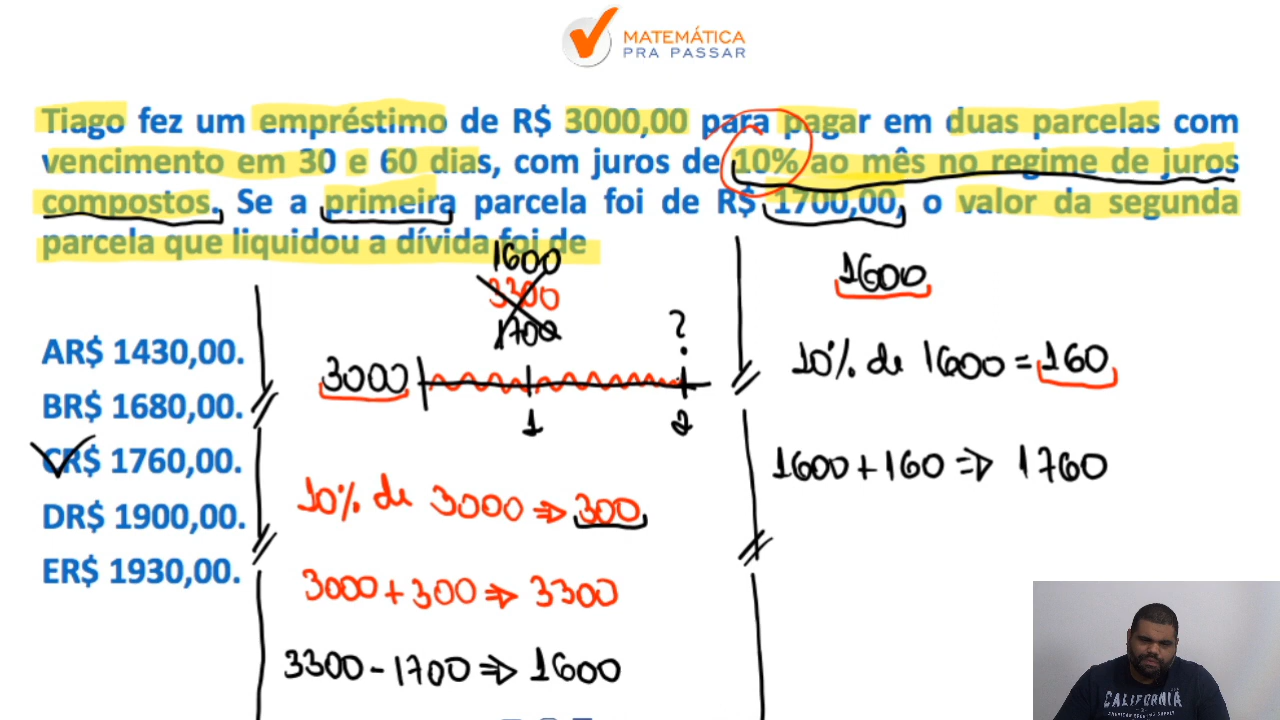 MATEMÁTICA
PRA PASSAR
Tiago fez um empréstimo de R$ 3000,00 para pagar em duas parcelas com
vencimento em 30 e 60 dias, com juros de 10% ao mês no regime de juros
compostos. Se a primeira parcela foi de R$ 1700,00, o valor da segunda
parcela que liquidou a dívida foi de
AR$ 1430,00.
BR$ 1680,00.
CR$ 1760,00.
DR$ 1900,00.
ER$ 1930,00.
1600
3300
1700
?
3000
1 2
10% de 3000 ⇒ 300
3000 + 300 ⇒ 3300
3300 - 1700 ⇒ 1600
1600
10% de 1600 = 160
1600 + 160 ⇒ 1760
CALIFORNIA